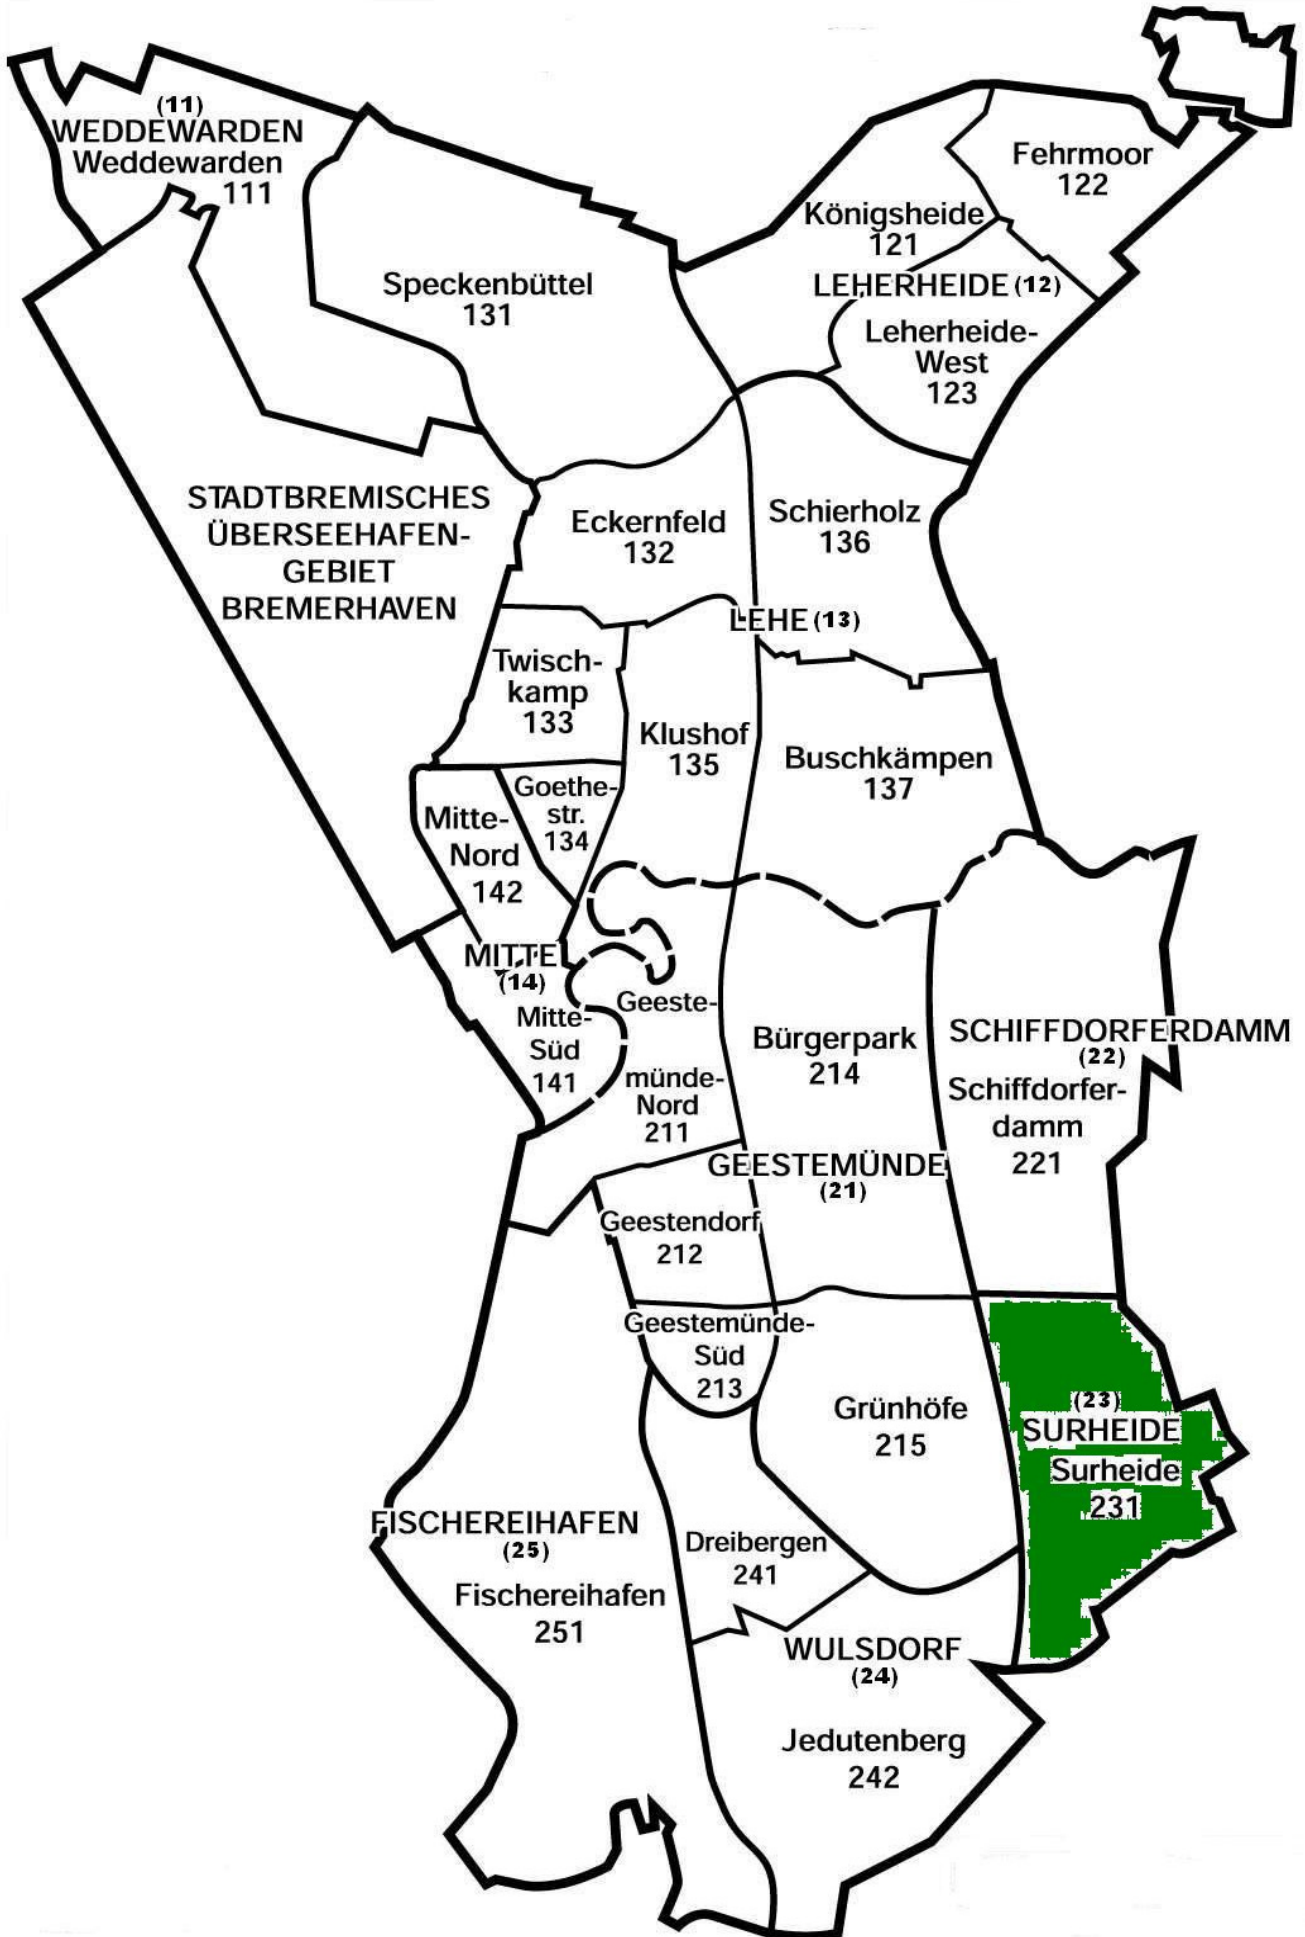 (11)
WEDDEWARDEN
Weddewarden
111
Fehrmoor
122
Königsheide
121
LEHERHEIDE (12)
Leherheide-
West
123
Speckenbüttel
131
STADTBREMISCHES
ÜBERSEEHAFEN-
GEBIET
BREMERHAVEN
Eckernfeld
132
Schierholz
136
LEHE (13)
Twisch-
kamp
133
Klushof
135
Buschkämpen
137
Goethe-
str.
134
Mitte-
Nord
142
MITTE
(14)
Mitte-
Süd
141
Geeste-
münde-
Nord
211
Bürgerpark
214
SCHIFFDORFERDAMM
(22)
Schiffdorfer-
damm
221
GEESTEMÜNDE
(21)
Geestendorf
212
Geestemünde-
Süd
213
Grünhöfe
215
(23)
SURHEIDE
Surheide
231
FISCHEREIHAFEN
(25)
Fischereihafen
251
Dreibergen
241
WULSDORF
(24)
Jedutenberg
242